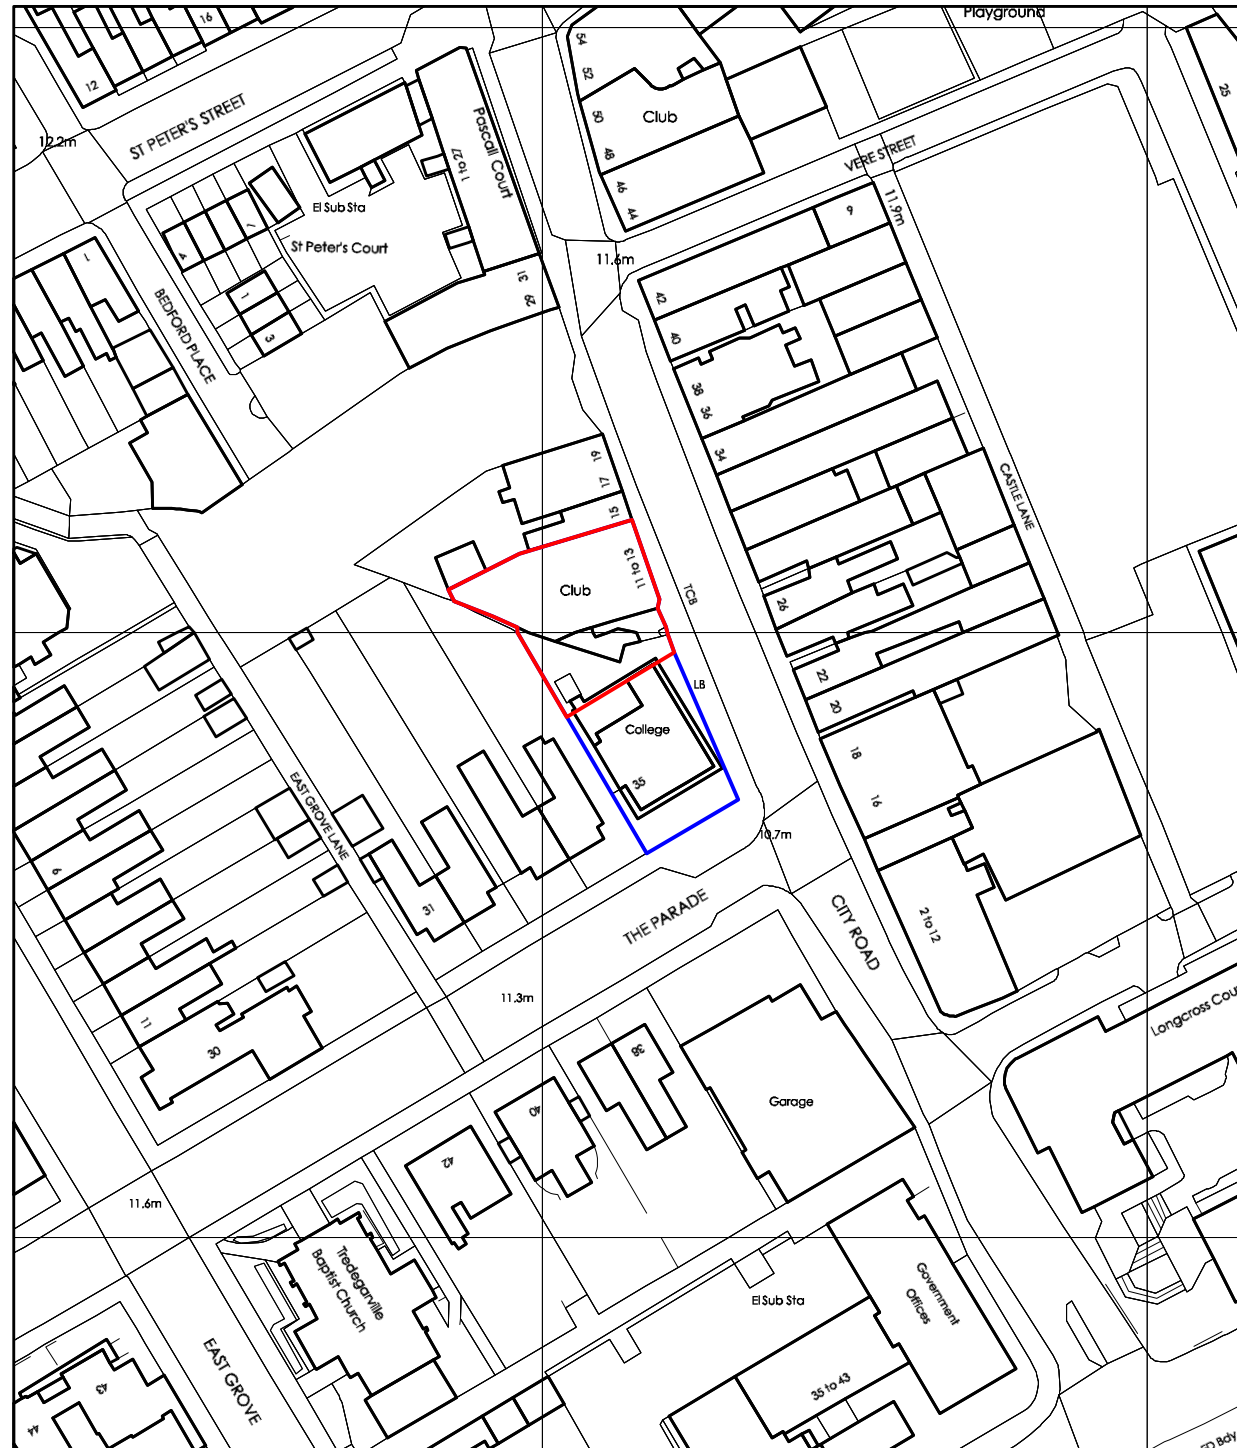 Playground
16
54
12
52
25
ST PETER'S STREET
Pascall Court
1 to 27
50
Club
12.2m
48
VERE STREET
46
44
El Sub Sta
9
11.9m
7
St Peter's Court
4
1
11.6m
31
29
42
BEDFORD PLACE
1
3
40
38
36
34
19
17
15
CASTLE LANE
11 to 13
Club
TCB
26
22
LB
20
College
35
18
16
EAST GROVE LANE
10.7m
9
31
THE PARADE
CITY ROAD
2 to 12
11.3m
11
30
Longcross Cou
38
40
Garage
42
11.6m
Tredegarville
Baptist Church
Government
Offices
El Sub Sta
EAST GROVE
43
35 to 43
44